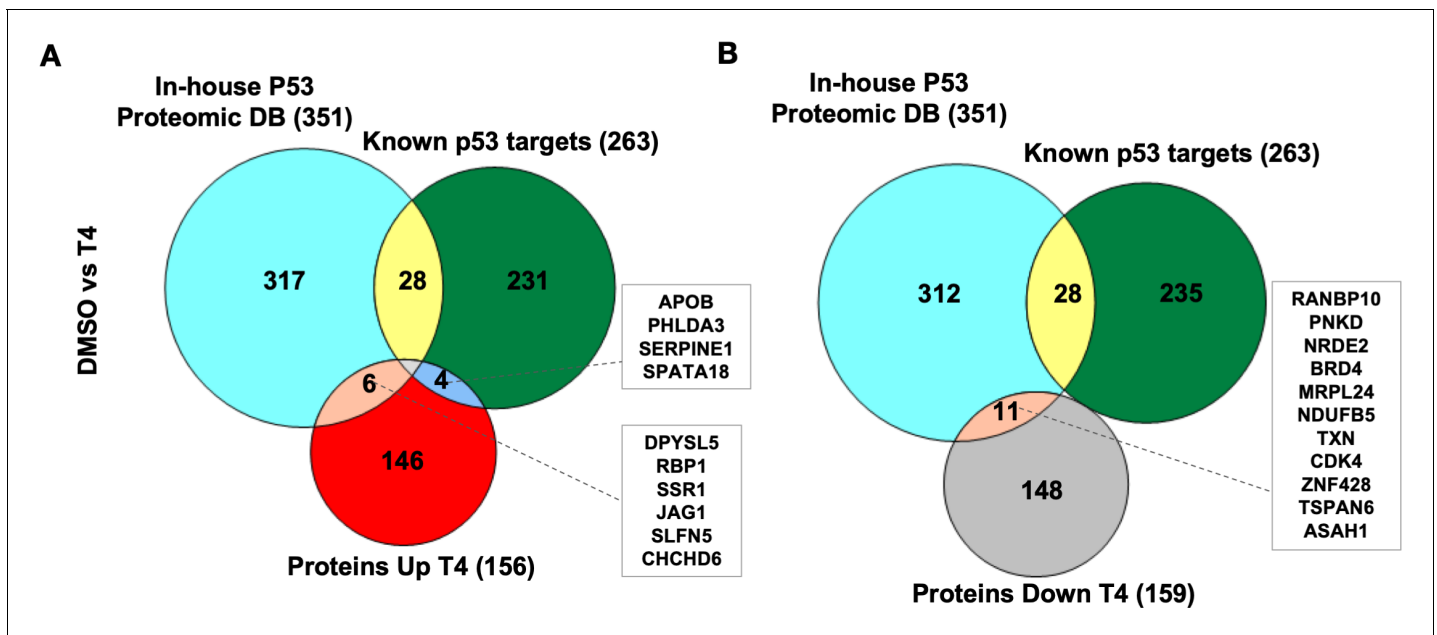 A
In-house P53
Proteomic DB (351)
Known p53 targets (263)
DMSO vs T4
317
28
231
6
4
146
APOB
PHLDA3
SERPINE1
SPATA18
DPYSL5
RBP1
SSR1
JAG1
SLFN5
CHCHD6
Proteins Up T4 (156)
B
In-house P53
Proteomic DB (351)
Known p53 targets (263)
312
28
235
11
148
RANBP10
PNKD
NRDE2
BRD4
MRPL24
NDUFB5
TXN
CDK4
ZNF428
TSPAN6
ASAH1
Proteins Down T4 (159)